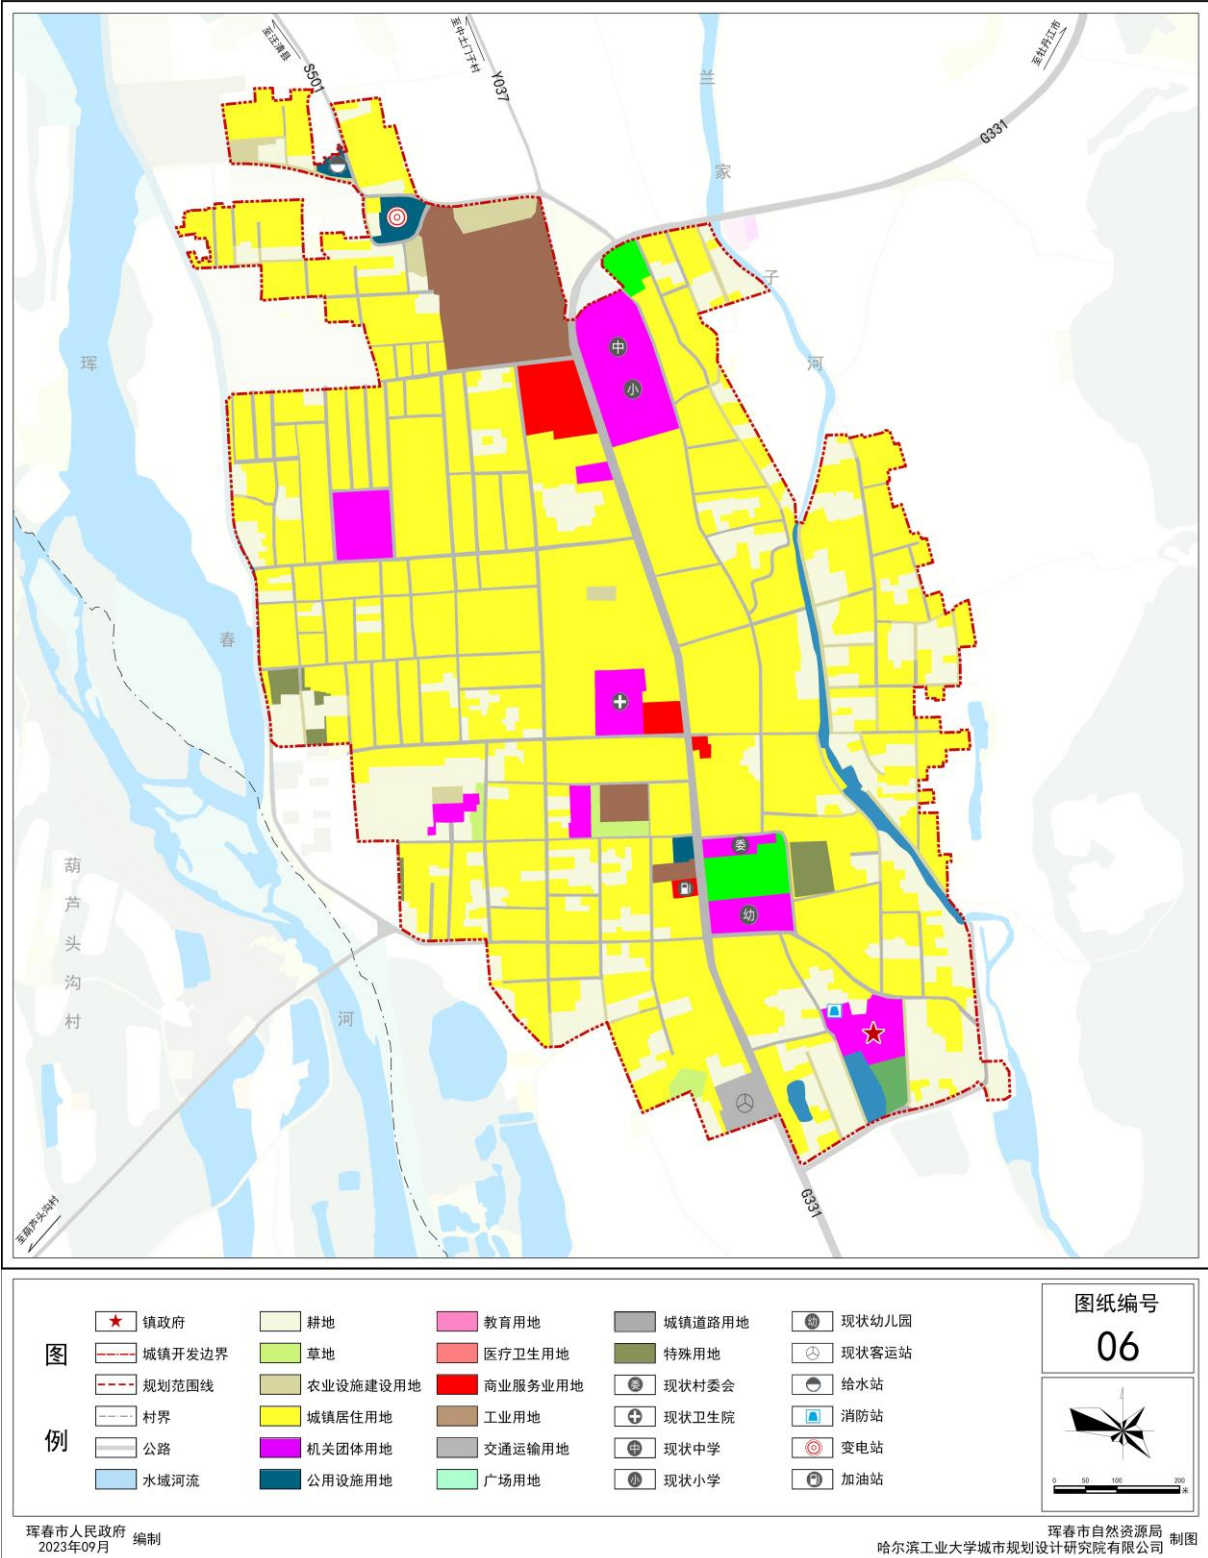 至汪清县
S501
至中土门子村
Y037
兰
家
子
河
至牡丹江市
G331
中
小
珲
春
河
委
幼
葫
芦
头
沟
村
至葫芦头沟村
G331
图
例
镇政府
城镇开发边界
规划范围线
村界
公路
水域河流
耕地
草地
农业设施建设用地
城镇居住用地
机关团体用地
公用设施用地
教育用地
医疗卫生用地
商业服务业用地
工业用地
交通运输用地
广场用地
城镇道路用地
特殊用地
委 现状村委会
现状卫生院
中 现状中学
小 现状小学
幼 现状幼儿园
现状客运站
给水站
消防站
变电站
加油站
图纸编号
06
0 50 100 200
米
珲春市人民政府 编制
2023年09月
珲春市自然资源局
哈尔滨工业大学城市规划设计研究院有限公司 制图